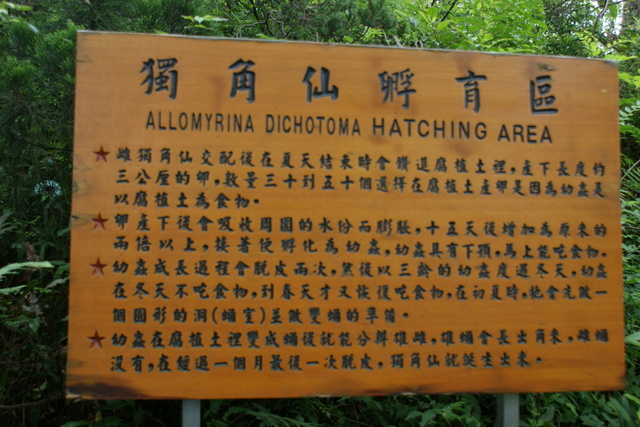 獨角仙孵育區
ALLOMYRINA DICHOTOMA HATCHING AREA
★雌獨角仙交配後在夏天結束時會鑽進腐植土裡,產下長度約
三公厘的卵,數量三十到五十個選擇在腐植土產卵是因為幼蟲是
以腐植土為食物。
★卵產下後會吸收周圍的水份而膨脹,十五天後增加為原來的
兩倍以上,接著便孵化為幼蟲,幼蟲具有下顎,馬上能吃食物.
★幼蟲成長過程會脫皮兩次,然後以三齡的幼蟲度過冬天,幼蟲
在冬天不吃食物,到春天才又恢復吃食物,在初夏時,牠會先做一
個圓形的洞(蛹室)並做變蛹的準備。
★幼蟲在腐植土裡變成蛹後就能分辨雄雌,雄蛹會長出角來,雌蛹
沒有,在經過一個月最後一次脫皮,獨角仙就誕生出來。